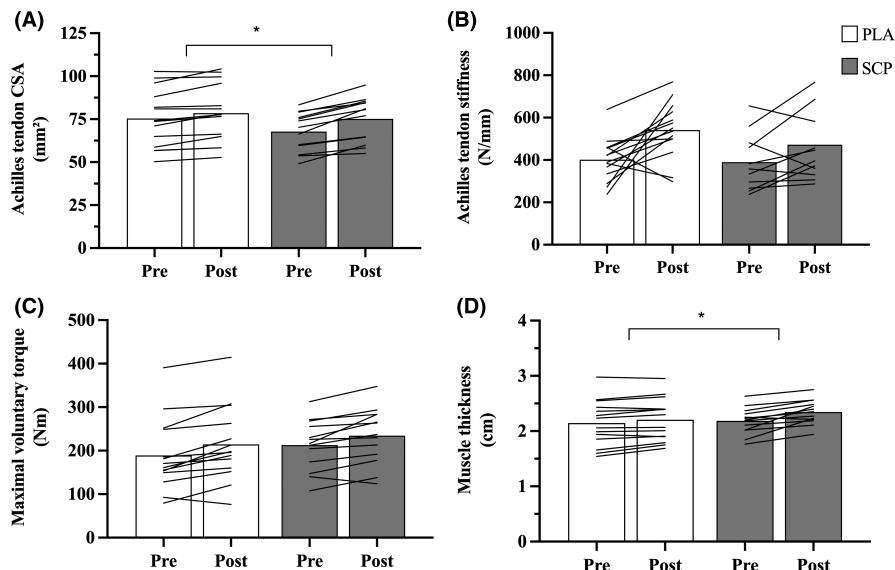 (A)
Achilles tendon CSA
(mm²)
125
100
75
50
25
0
*
Pre Post Pre Post
(B)
Achilles tendon stiffness
(N/mm)
1000
800
600
400
200
0
Pre Post Pre Post
PLA
SCP
(C)
Maximal voluntary torque
(Nm)
500
400
300
200
100
0
Pre Post Pre Post
(D)
Muscle thickness
(cm)
4
3
2
1
0
*
Pre Post Pre Post